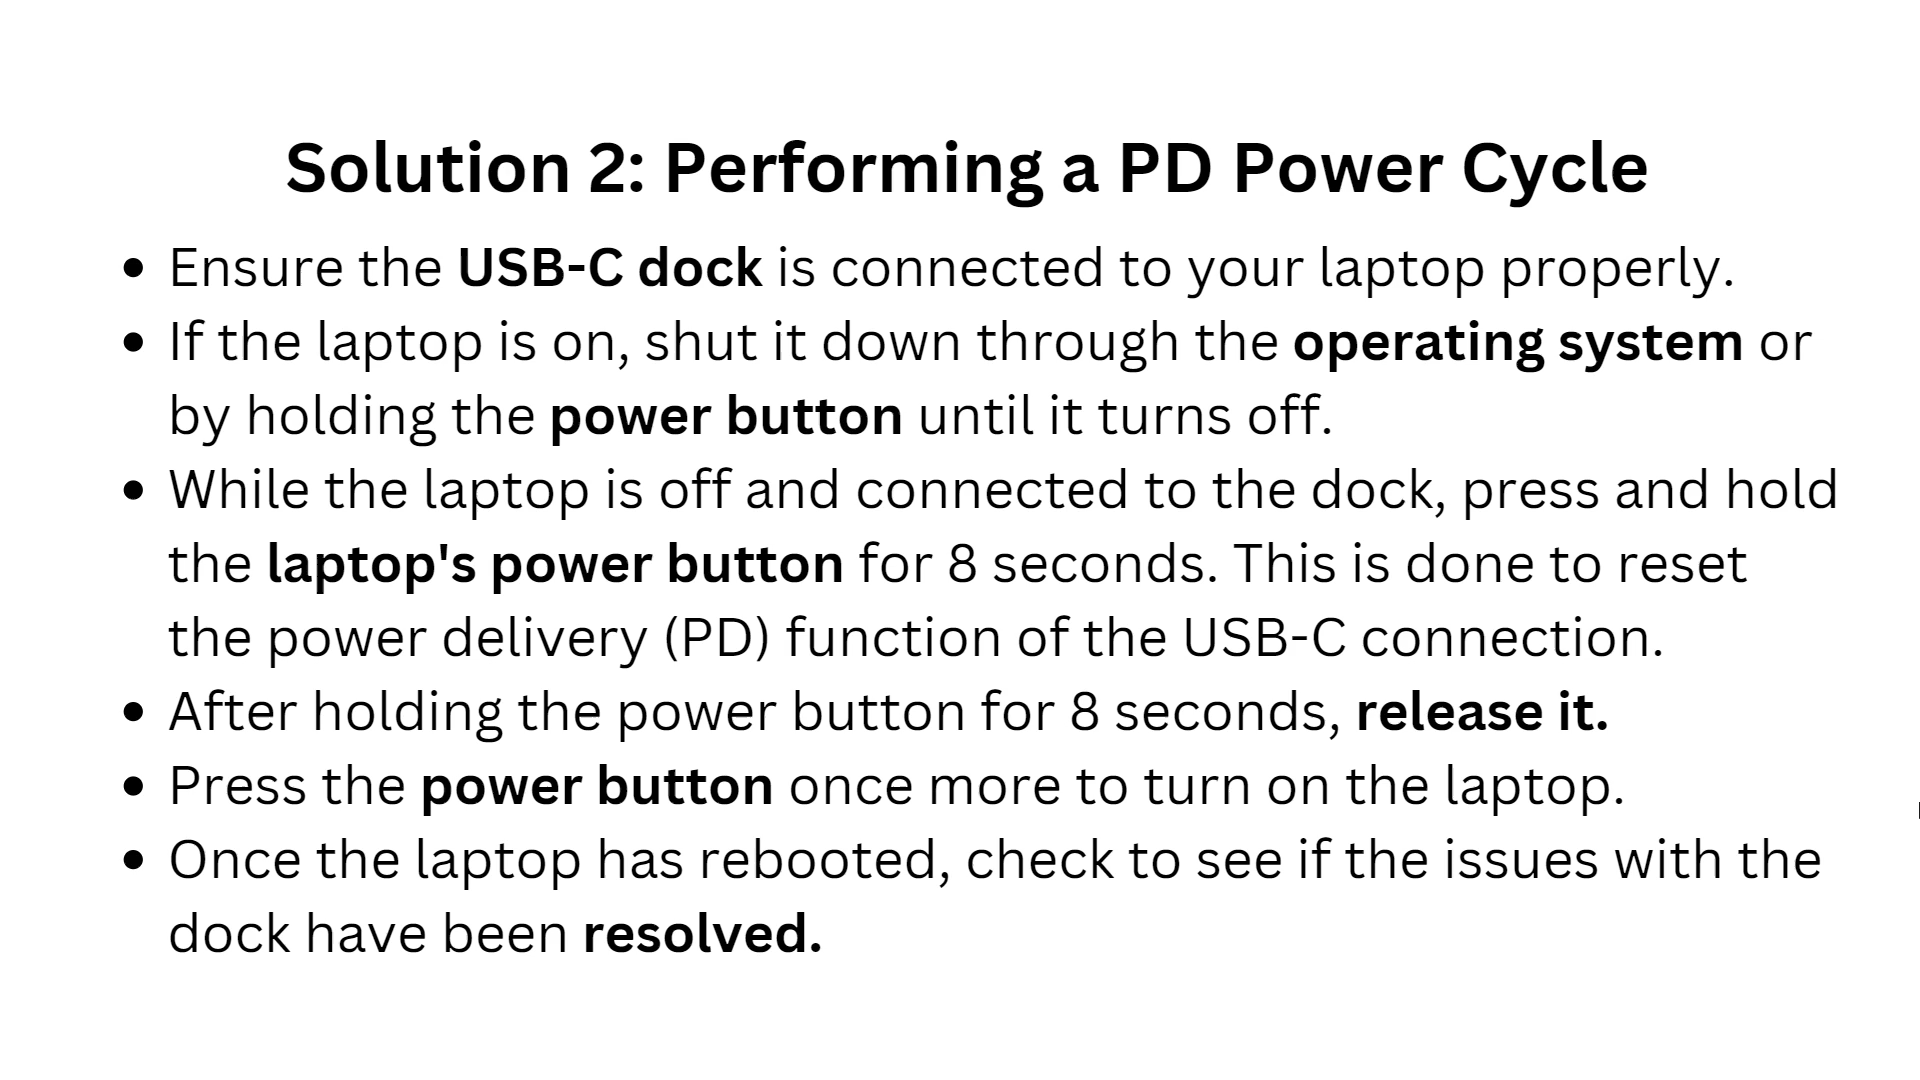 Solution 2: Performing a PD Power Cycle
• Ensure the USB-C dock is connected to your laptop properly.
• If the laptop is on, shut it down through the operating system or
by holding the power button until it turns off.
• While the laptop is off and connected to the dock, press and hold
the laptop's power button for 8 seconds. This is done to reset
the power delivery (PD) function of the USB-C connection.
• After holding the power button for 8 seconds, release it.
• Press the power button once more to turn on the laptop.
• Once the laptop has rebooted, check to see if the issues with the
dock have been resolved.